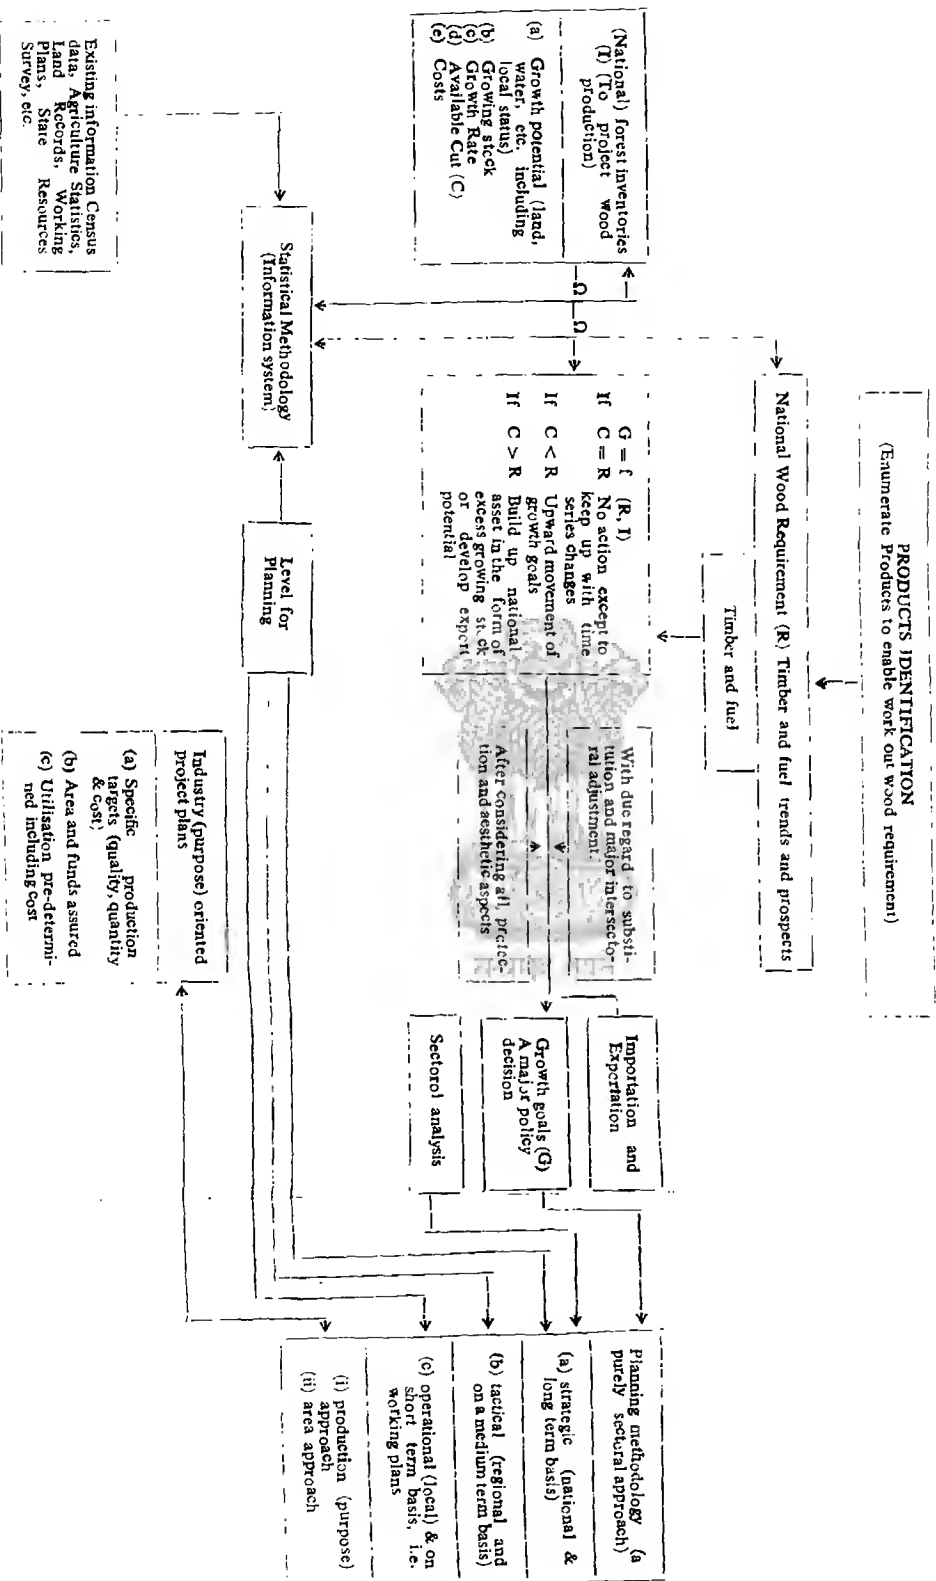 PRODUCTS IDENTIFICATION
(Enumerate Products to enable work out wood requirement)
National Wood Requirement (R) Timber and fuel trends and prospects
Timber and fuel
(National) forest inventories
(I) (To project wood
production)
(a) Growth potential (land,
water, etc. including
local status)
(b) Growing stock
(c) Growth Rate
(d) Available Cut (C)
(e) Costs
Ω
Ω
G = f (R, I)
If C = R No action except to
keep up with time
series changes
If C < R Upward movement of
growth goals
If C > R Build up national
asset in the form of
excess growing stock
or develop export
potential
With due regard to substi-
tution and major intersecto-
ral adjustment.
After considering all, protec-
tion and aesthetic aspects
Importation and
Exportation
Growth goals (G)
A major policy
decision
Sectorol analysis
Planning methodology (a
purely sectoral approach)
(a) strategic (national &
long term basis)
(b) tactical (regional and
on a medium term basis)
(c) operational (local) & on
short term basis, i.e.
working plans
(i) production (purpose)
approach
(ii) area approach
Statistical Methodology
(Information system)
Level for
Planning
Industry (purpose) oriented
project plans
(a) Specific production
targets (quality, quantity
& cost)
(b) Area and funds assured
(c) Utilisation pre-determi-
ned including cost
Existing information Census
data, Agriculture Statistics,
Land Records, Working
Plans, State Resources
Survey, etc.